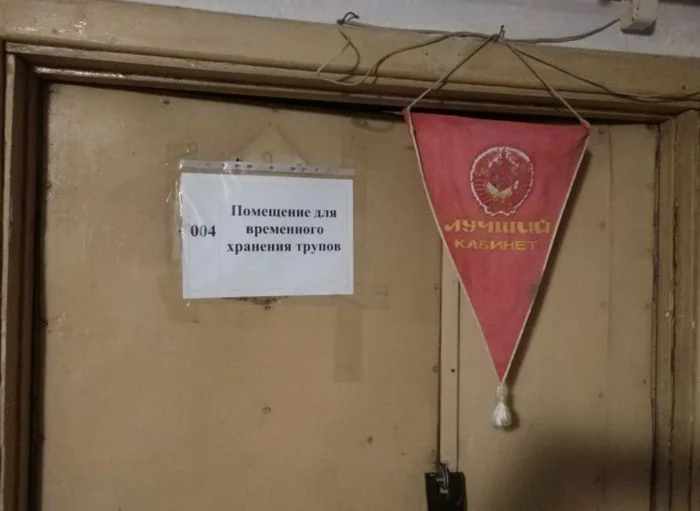 004
Помещение для
временного
хранения трупов
ЛУЧШИЙ
КАБИНЕТ